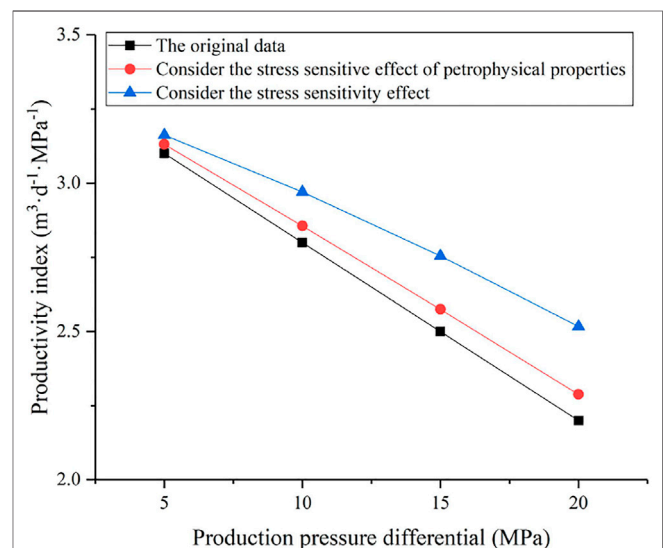 3.5
3.0
2.5
2.0
Productivity index (m³·d⁻¹·MPa⁻¹)
The original data
Consider the stress sensitive effect of petrophysical properties
Consider the stress sensitivity effect
5 10 15 20
Production pressure differential (MPa)